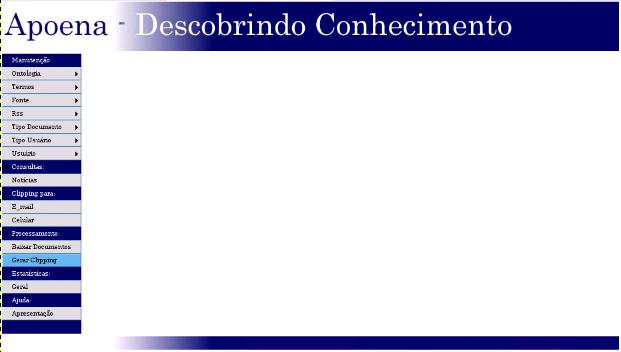 Apoena - Descobrindo Conhecimento
Manutenção
Ontologia
Termos
Fonte
Rss
Tipo Documento
Tipo Usuário
Usuário
Consultas:
Notícias
Clipping para:
E_mail
Celular
Processamento:
Baixar Documentos
Gerar Clipping
Estatísticas:
Geral
Ajuda:
Apresentação